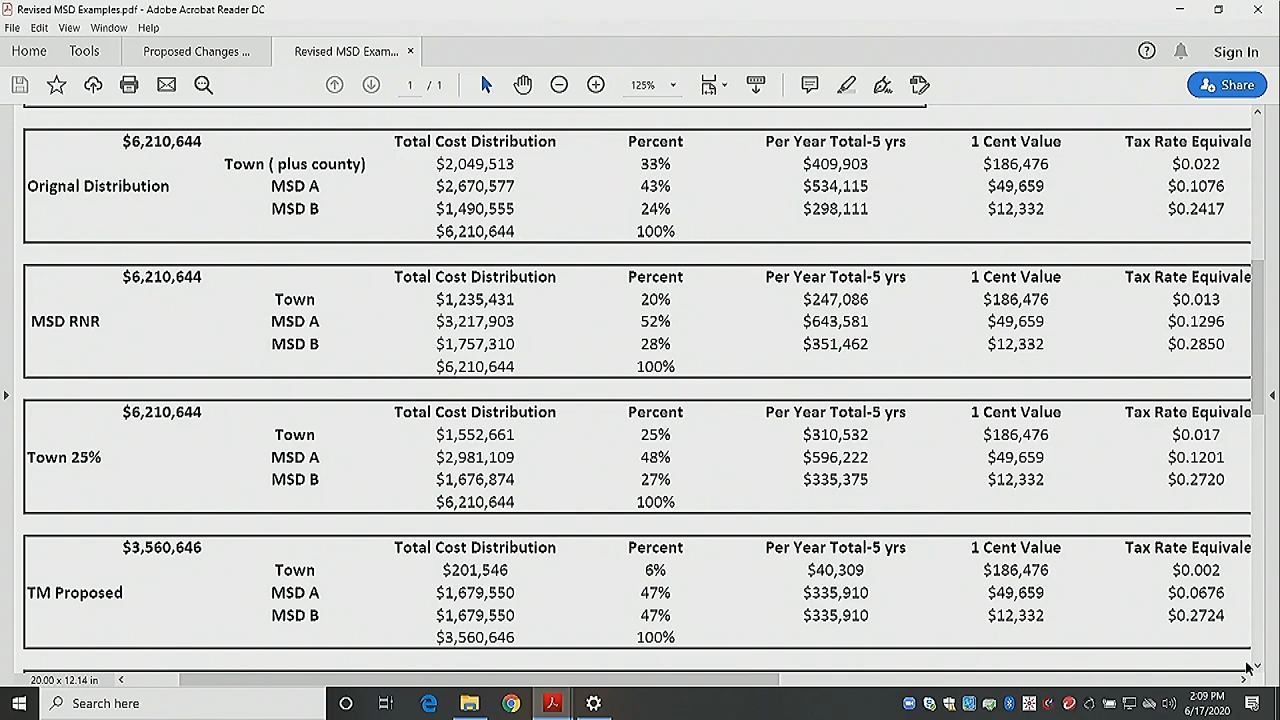 Revised MSD Examples.pdf - Adobe Acrobat Reader DC
File Edit View Window Help
Home Tools Proposed Changes ... Revised MSD Exam... × Sign In
1 / 1 125% Share
$6,210,644 Total Cost Distribution Percent Per Year Total-5 yrs 1 Cent Value Tax Rate Equivale
Town ( plus county) $2,049,513 33% $409,903 $186,476 $0.022
Orignal Distribution MSD A $2,670,577 43% $534,115 $49,659 $0.1076
MSD B $1,490,555 24% $298,111 $12,332 $0.2417
$6,210,644 100%
$6,210,644 Total Cost Distribution Percent Per Year Total-5 yrs 1 Cent Value Tax Rate Equivale
Town $1,235,431 20% $247,086 $186,476 $0.013
MSD RNR MSD A $3,217,903 52% $643,581 $49,659 $0.1296
MSD B $1,757,310 28% $351,462 $12,332 $0.2850
$6,210,644 100%
$6,210,644 Total Cost Distribution Percent Per Year Total-5 yrs 1 Cent Value Tax Rate Equivale
Town $1,552,661 25% $310,532 $186,476 $0.017
Town 25% MSD A $2,981,109 48% $596,222 $49,659 $0.1201
MSD B $1,676,874 27% $335,375 $12,332 $0.2720
$6,210,644 100%
$3,560,646 Total Cost Distribution Percent Per Year Total-5 yrs 1 Cent Value Tax Rate Equivale
Town $201,546 6% $40,309 $186,476 $0.002
TM Proposed MSD A $1,679,550 47% $335,910 $49,659 $0.0676
MSD B $1,679,550 47% $335,910 $12,332 $0.2724
$3,560,646 100%
20.00 x 12.14 in
Search here 2:09 PM
6/17/2020